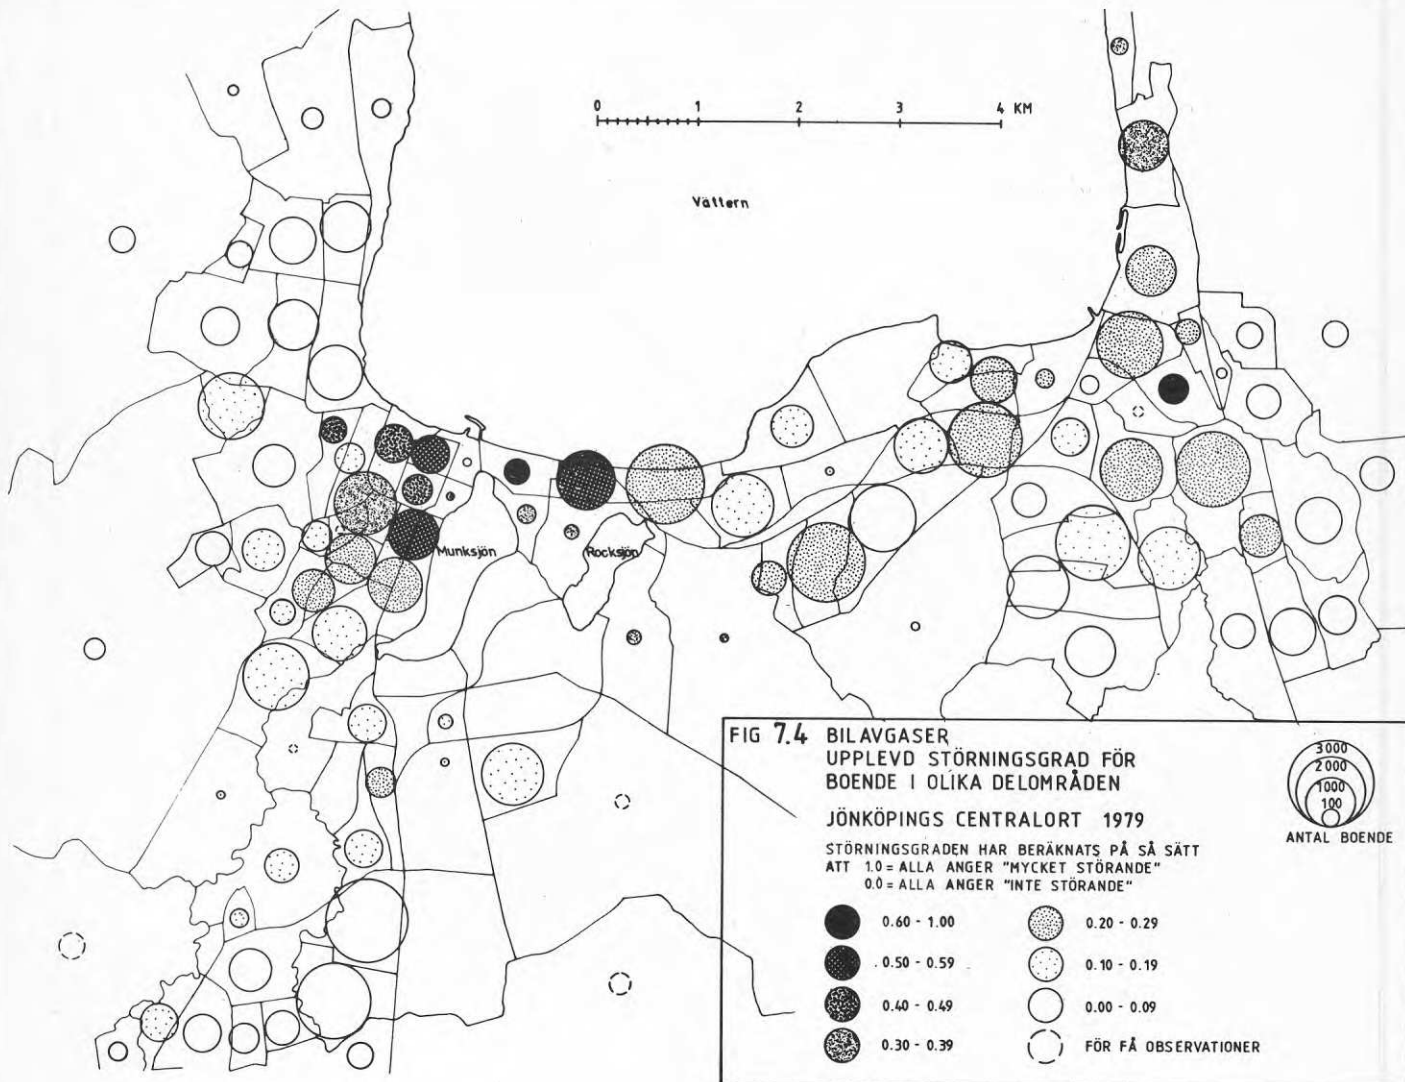 0 1 2 3 4 KM
Vättern
Munksjön
Rocksjön
FIG 7.4 BILAVGASER
UPPLEVD STÖRNINGSGRAD FÖR
BOENDE I OLIKA DELOMRÅDEN
JÖNKÖPINGS CENTRALORT 1979
STÖRNINGSGRADEN HAR BERÄKNATS PÅ SÅ SÄTT
ATT 1.0 = ALLA ANGER "MYCKET STÖRANDE"
0.0 = ALLA ANGER "INTE STÖRANDE"
3000
2000
1000
100
ANTAL BOENDE
0.60 - 1.00
0.50 - 0.59
0.40 - 0.49
0.30 - 0.39
0.20 - 0.29
0.10 - 0.19
0.00 - 0.09
FÖR FÅ OBSERVATIONER